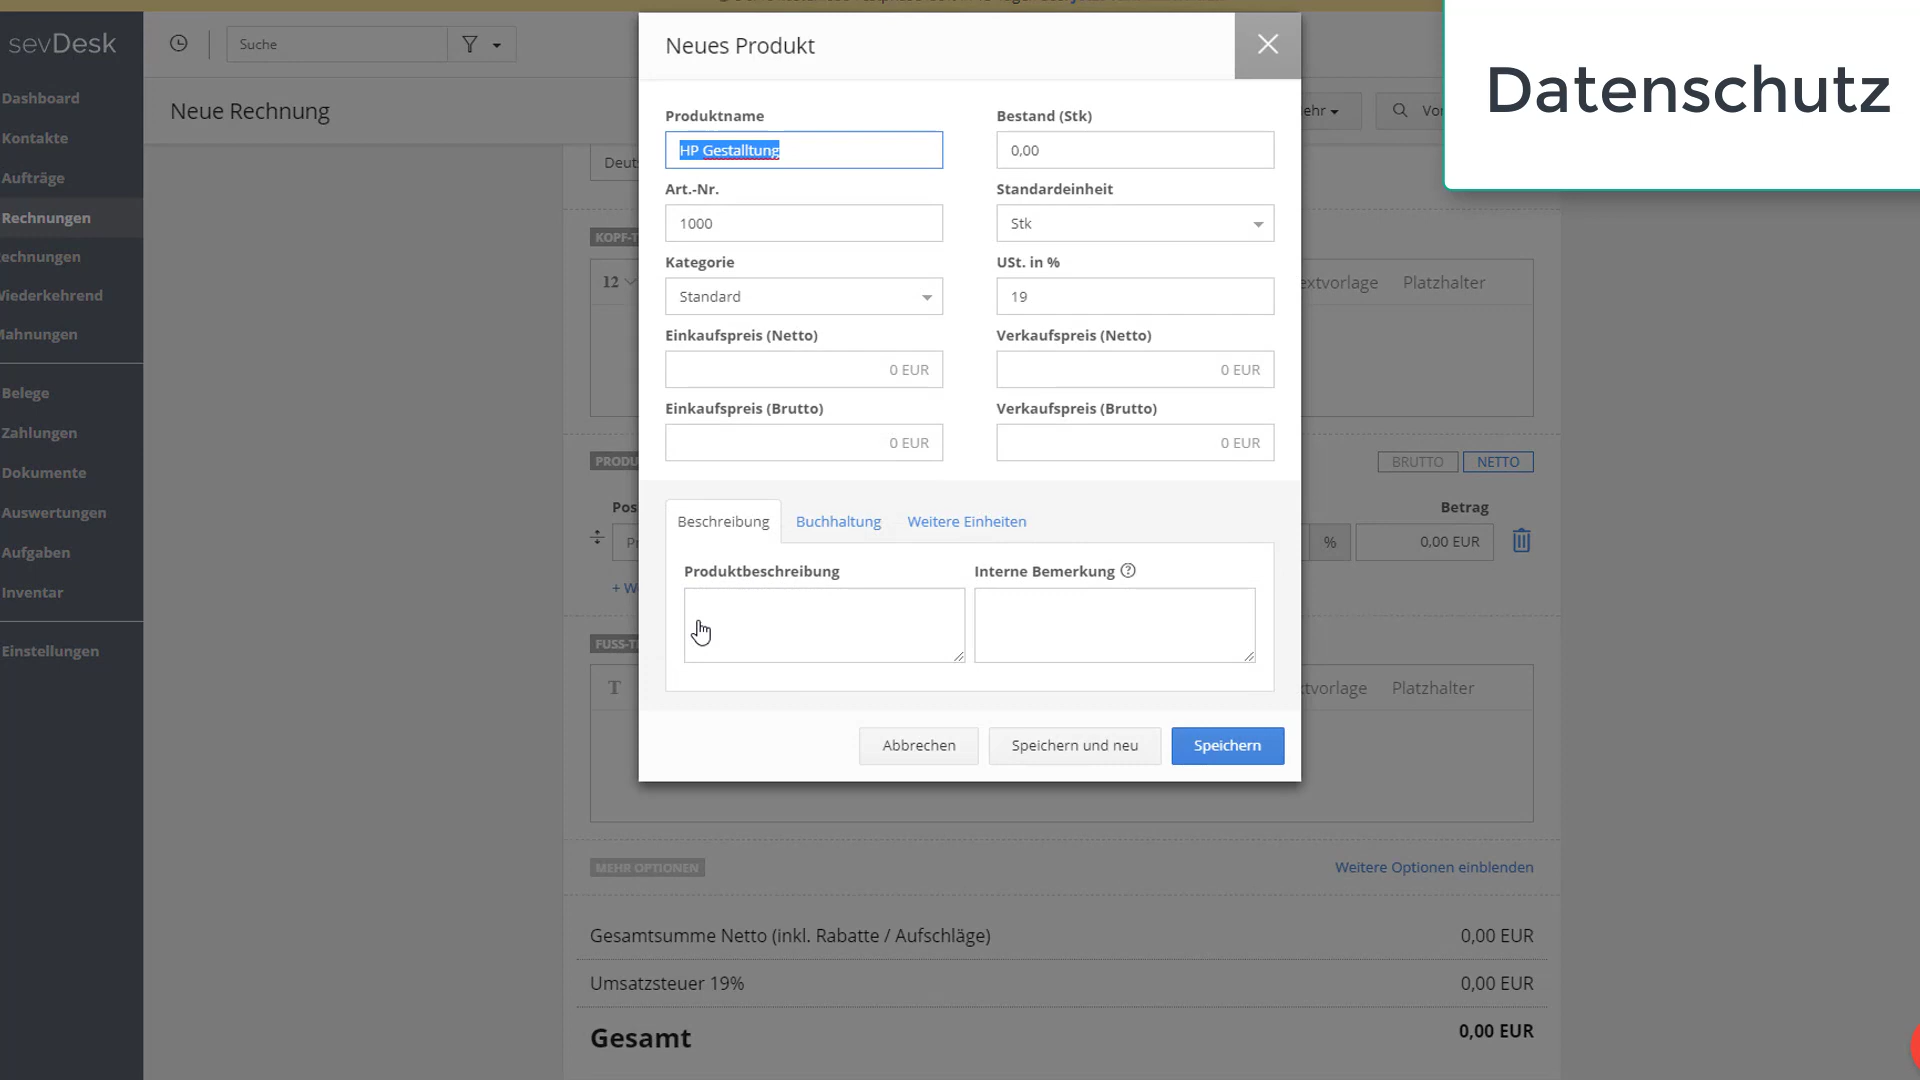 sevDesk
Suche
Neues Produkt
Datenschutz
Dashboard
Kontakte
Aufträge
Rechnungen
Wiederkehrend
Mahnungen
Belege
Zahlungen
Dokumente
Auswertungen
Aufgaben
Inventar
Einstellungen
Neue Rechnung
Produktname
HP Gestalltung
Bestand (Stk)
0,00
Art.-Nr.
1000
Standardeinheit
Stk
Kategorie
Standard
USt. in %
19
Einkaufspreis (Netto)
0 EUR
Verkaufspreis (Netto)
0 EUR
Einkaufspreis (Brutto)
0 EUR
Verkaufspreis (Brutto)
0 EUR
Beschreibung
Buchhaltung
Weitere Einheiten
Produktbeschreibung
Interne Bemerkung
Abbrechen
Speichern und neu
Speichern
12
Platzhalter
BRUTTO
NETTO
Pos
Betrag
%
0,00 EUR
T
Platzhalter
MEHR OPTIONEN
Weitere Optionen einblenden
Gesamtsumme Netto (inkl. Rabatte / Aufschläge)
0,00 EUR
Umsatzsteuer 19%
0,00 EUR
Gesamt
0,00 EUR